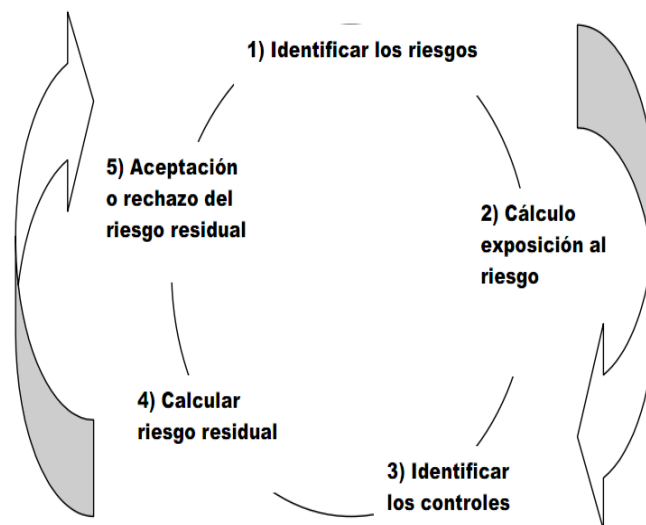 1) Identificar los riesgos
2) Cálculo
exposición al
riesgo
3) Identificar
los controles
4) Calcular
riesgo residual
5) Aceptación
o rechazo del
riesgo residual